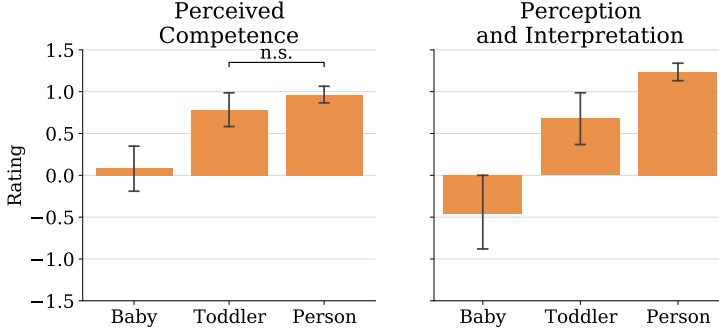 Perceived
Competence
Perception
and Interpretation
n.s.
1.5
1.0
0.5
0.0
−0.5
−1.0
−1.5
Rating
Baby Toddler Person
Baby Toddler Person